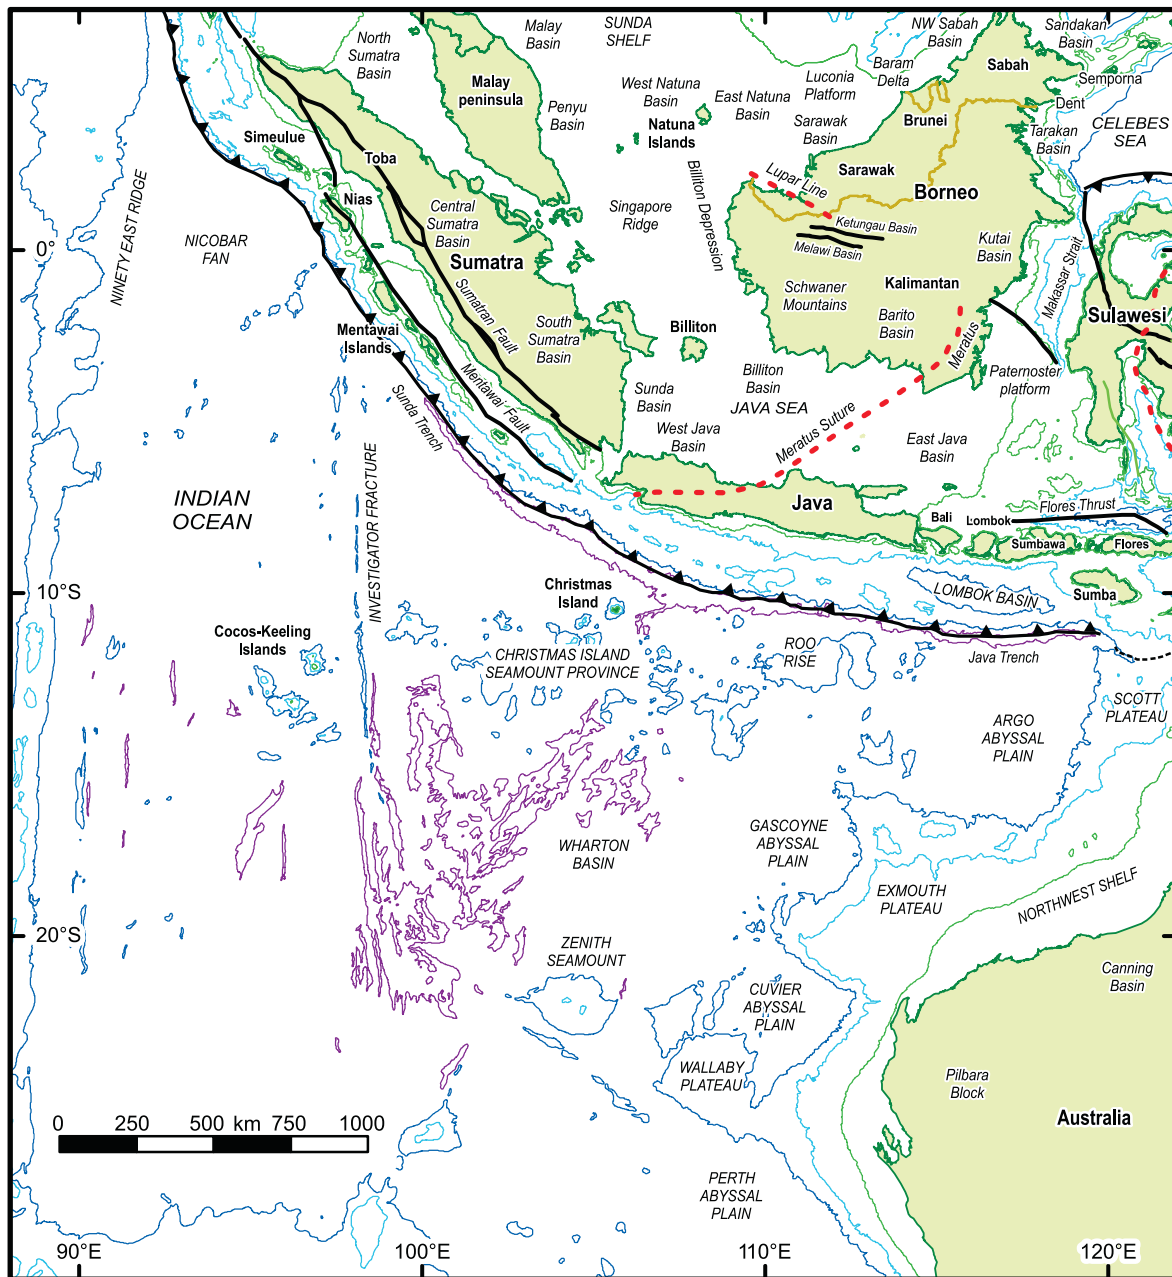 Malay
Basin
SUNDA
SHELF
NW Sabah
Basin
Sandakan
Basin
North
Sumatra
Basin
Malay
peninsula
Penyu
Basin
West Natuna
Basin
East Natuna
Basin
Natuna
Islands
Luconia
Platform
Baram
Delta
Sabah
Semporna
Dent
Brunei
Sarawak
Basin
Tarakan
Basin
CELEBES
SEA
Simeulue
Toba
Nias
Central
Sumatra
Basin
Sumatra
Singapore
Ridge
Billiton Depression
Lupar Line
Sarawak
Borneo
Ketungau Basin
Melawi Basin
Kutai
Basin
Makassar Strait
NINETY EAST RIDGE
NICOBAR
FAN
0°
Schwaner
Mountains
Kalimantan
Barito
Basin
Meratus
Sulawesi
Mentawai
Islands
Sumatran Fault
South
Sumatra
Basin
Billiton
Mentawai Fault
Sunda Trench
Sunda
Basin
Billiton
Basin
JAVA SEA
Paternoster
platform
West Java
Basin
Meratus Suture
East Java
Basin
INVESTIGATOR FRACTURE
INDIAN
OCEAN
Java
Bali
Lombok
Flores Thrust
Sumbawa
Flores
10°S
Christmas
Island
LOMBOK BASIN
Sumba
Cocos-Keeling
Islands
CHRISTMAS ISLAND
SEAMOUNT PROVINCE
ROO
RISE
Java Trench
ARGO
ABYSSAL
PLAIN
SCOTT
PLATEAU
WHARTON
BASIN
GASCOYNE
ABYSSAL
PLAIN
EXMOUTH
PLATEAU
NORTHWEST SHELF
20°S
ZENITH
SEAMOUNT
CUVIER
ABYSSAL
PLAIN
Canning
Basin
WALLABY
PLATEAU
Pilbara
Block
Australia
0 250 500 km 750 1000
PERTH
ABYSSAL
PLAIN
90°E 100°E 110°E 120°E